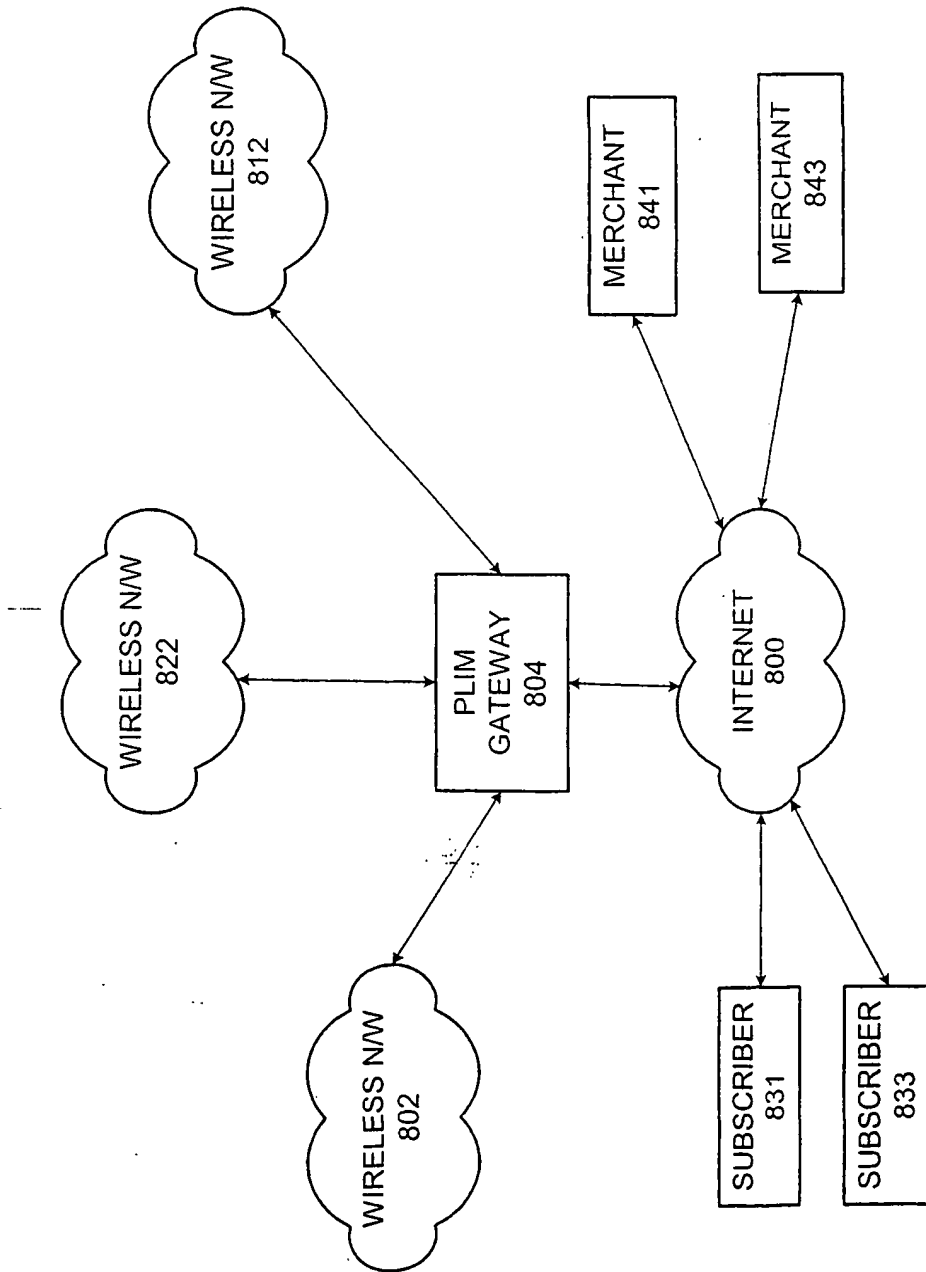 WIRELESS N/W
822
WIRELESS N/W
812
WIRELESS N/W
802
PLIM
GATEWAY
804
INTERNET
800
SUBSCRIBER
831
SUBSCRIBER
833
MERCHANT
841
MERCHANT
843